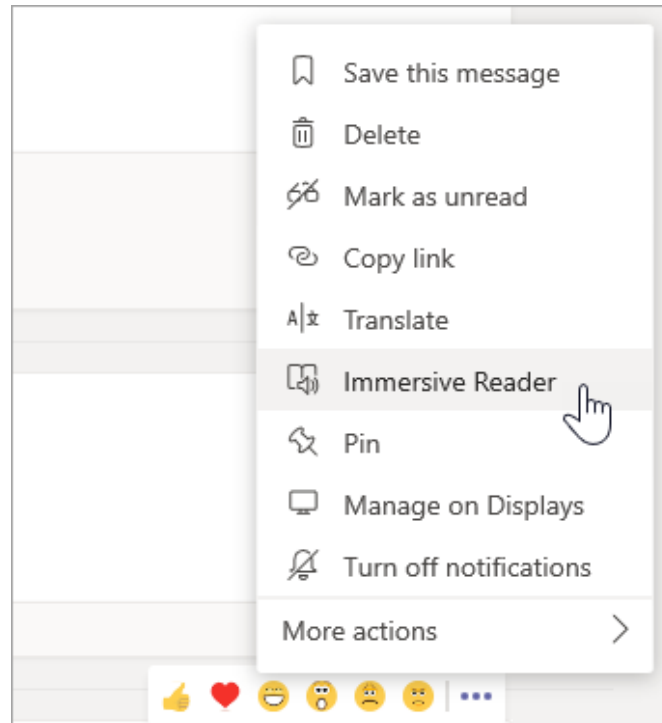 Save this message
Delete
Mark as unread
Copy link
Translate
Immersive Reader
Pin
Manage on Displays
Turn off notifications
More actions